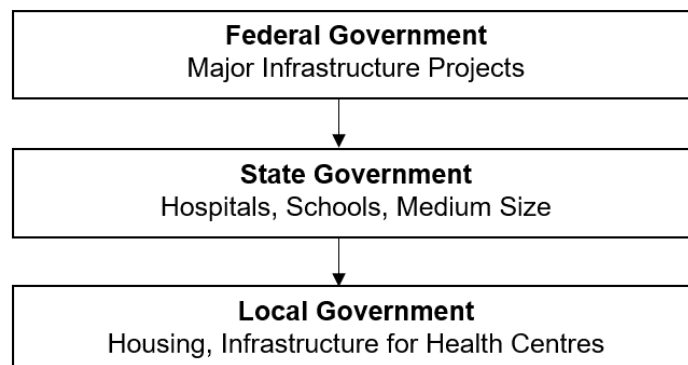 Federal Government
Major Infrastructure Projects
State Government
Hospitals, Schools, Medium Size
Local Government
Housing, Infrastructure for Health Centres